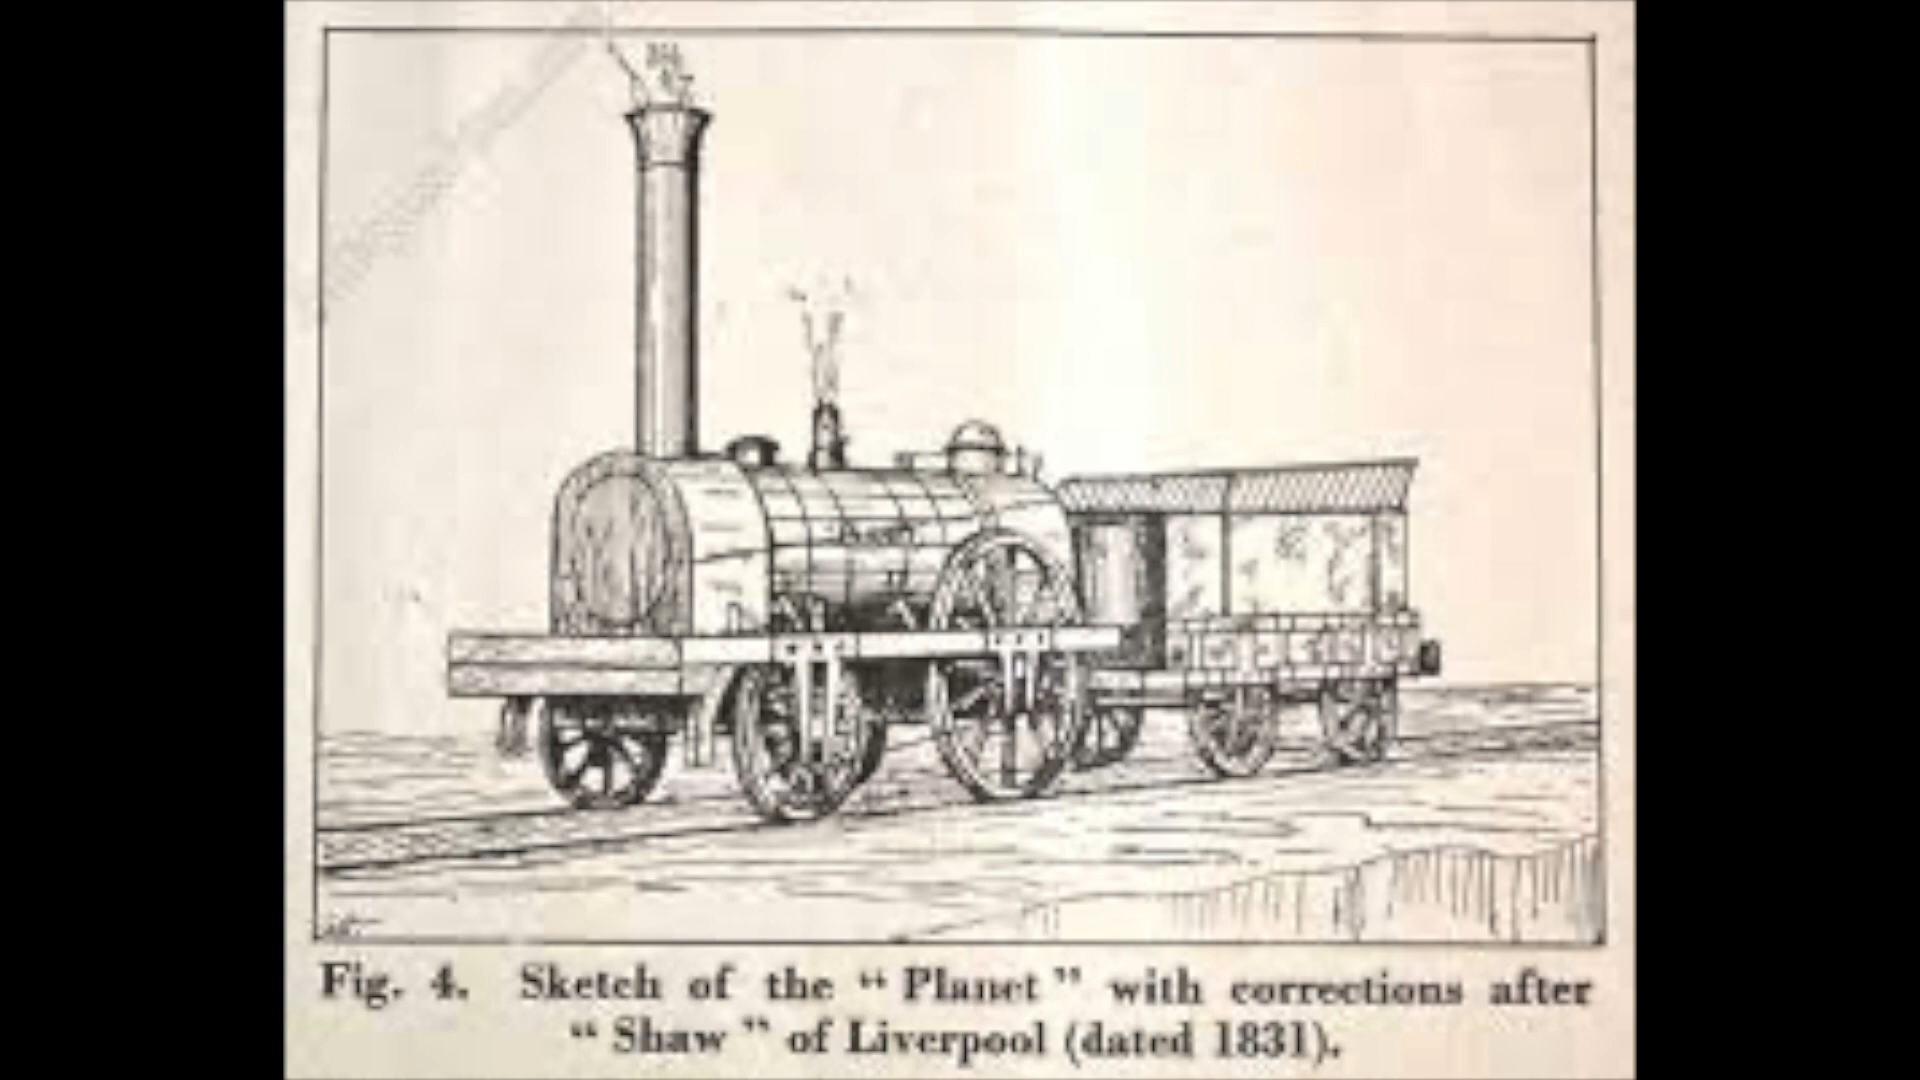 Fig. 4. Sketch of the “ Planet ” with corrections after
“ Shaw ” of Liverpool (dated 1831).